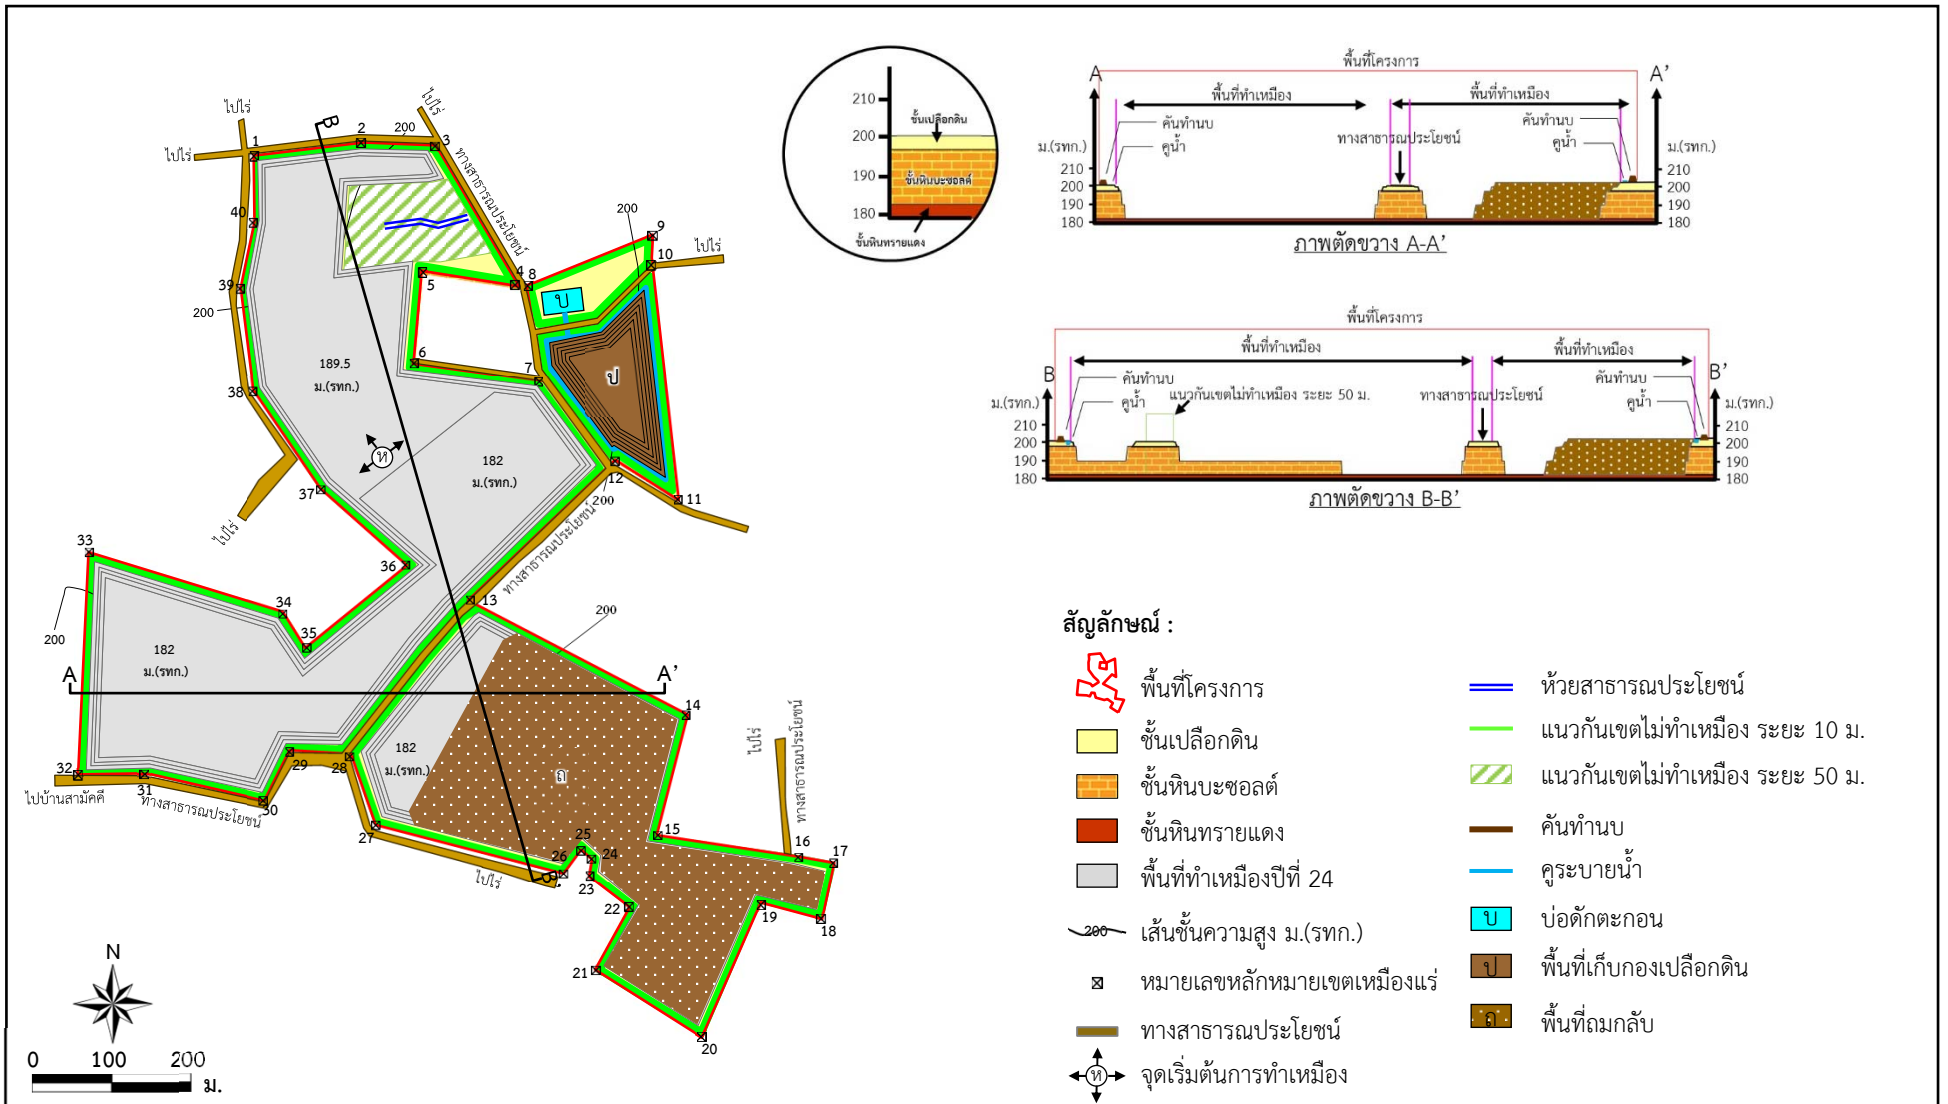 ไปไร่
ไปไร่
ไปไร่
B
1
2
200
3
ทางสาธารณประโยชน์
40
39
200
5
4
8
200
9
10
ไปไร่
บ
189.5
ม.(รทก.)
6
7
ป
38
ห
182
ม.(รทก.)
12
11
200
37
ไปไร่
ทางสาธารณประโยชน์
33
36
13
34
35
200
200
182
ม.(รทก.)
A
A’
14
182
ม.(รทก.)
ถ
ไปไร่
ทางสาธารณประโยชน์
32
31
29
28
30
ไปบ้านสามัคคี
ทางสาธารณประโยชน์
27
15
16
17
25
24
26
23
B’
ไปไร่
22
19
18
21
20
N
0 100 200
ม.
210
200
190
180
ชั้นเปลือกดิน
ชั้นหินบะซอลต์
ชั้นหินทรายแดง
พื้นที่โครงการ
A
A’
พื้นที่ทำเหมือง
พื้นที่ทำเหมือง
คันทำนบ
คูน้ำ
ทางสาธารณประโยชน์
คันทำนบ
คูน้ำ
ม.(รทก.)
210
200
190
180
ม.(รทก.)
210
200
190
180
ภาพตัดขวาง A-A’
พื้นที่โครงการ
B
B’
พื้นที่ทำเหมือง
พื้นที่ทำเหมือง
คันทำนบ
คูน้ำ
แนวกันเขตไม่ทำเหมือง ระยะ 50 ม.
ทางสาธารณประโยชน์
คันทำนบ
คูน้ำ
ม.(รทก.)
210
200
190
180
ม.(รทก.)
210
200
190
180
ภาพตัดขวาง B-B’
สัญลักษณ์ :
พื้นที่โครงการ
ชั้นเปลือกดิน
ชั้นหินบะซอลต์
ชั้นหินทรายแดง
พื้นที่ทำเหมืองปีที่ 24
200 เส้นชั้นความสูง ม.(รทก.)
หมายเลขหลักหมายเขตเหมืองแร่
ทางสาธารณประโยชน์
ห จุดเริ่มต้นการทำเหมือง
ห้วยสาธารณประโยชน์
แนวกันเขตไม่ทำเหมือง ระยะ 10 ม.
แนวกันเขตไม่ทำเหมือง ระยะ 50 ม.
คันทำนบ
คูระบายน้ำ
บ บ่อดักตะกอน
ป พื้นที่เก็บกองเปลือกดิน
ถ พื้นที่ถมกลับ